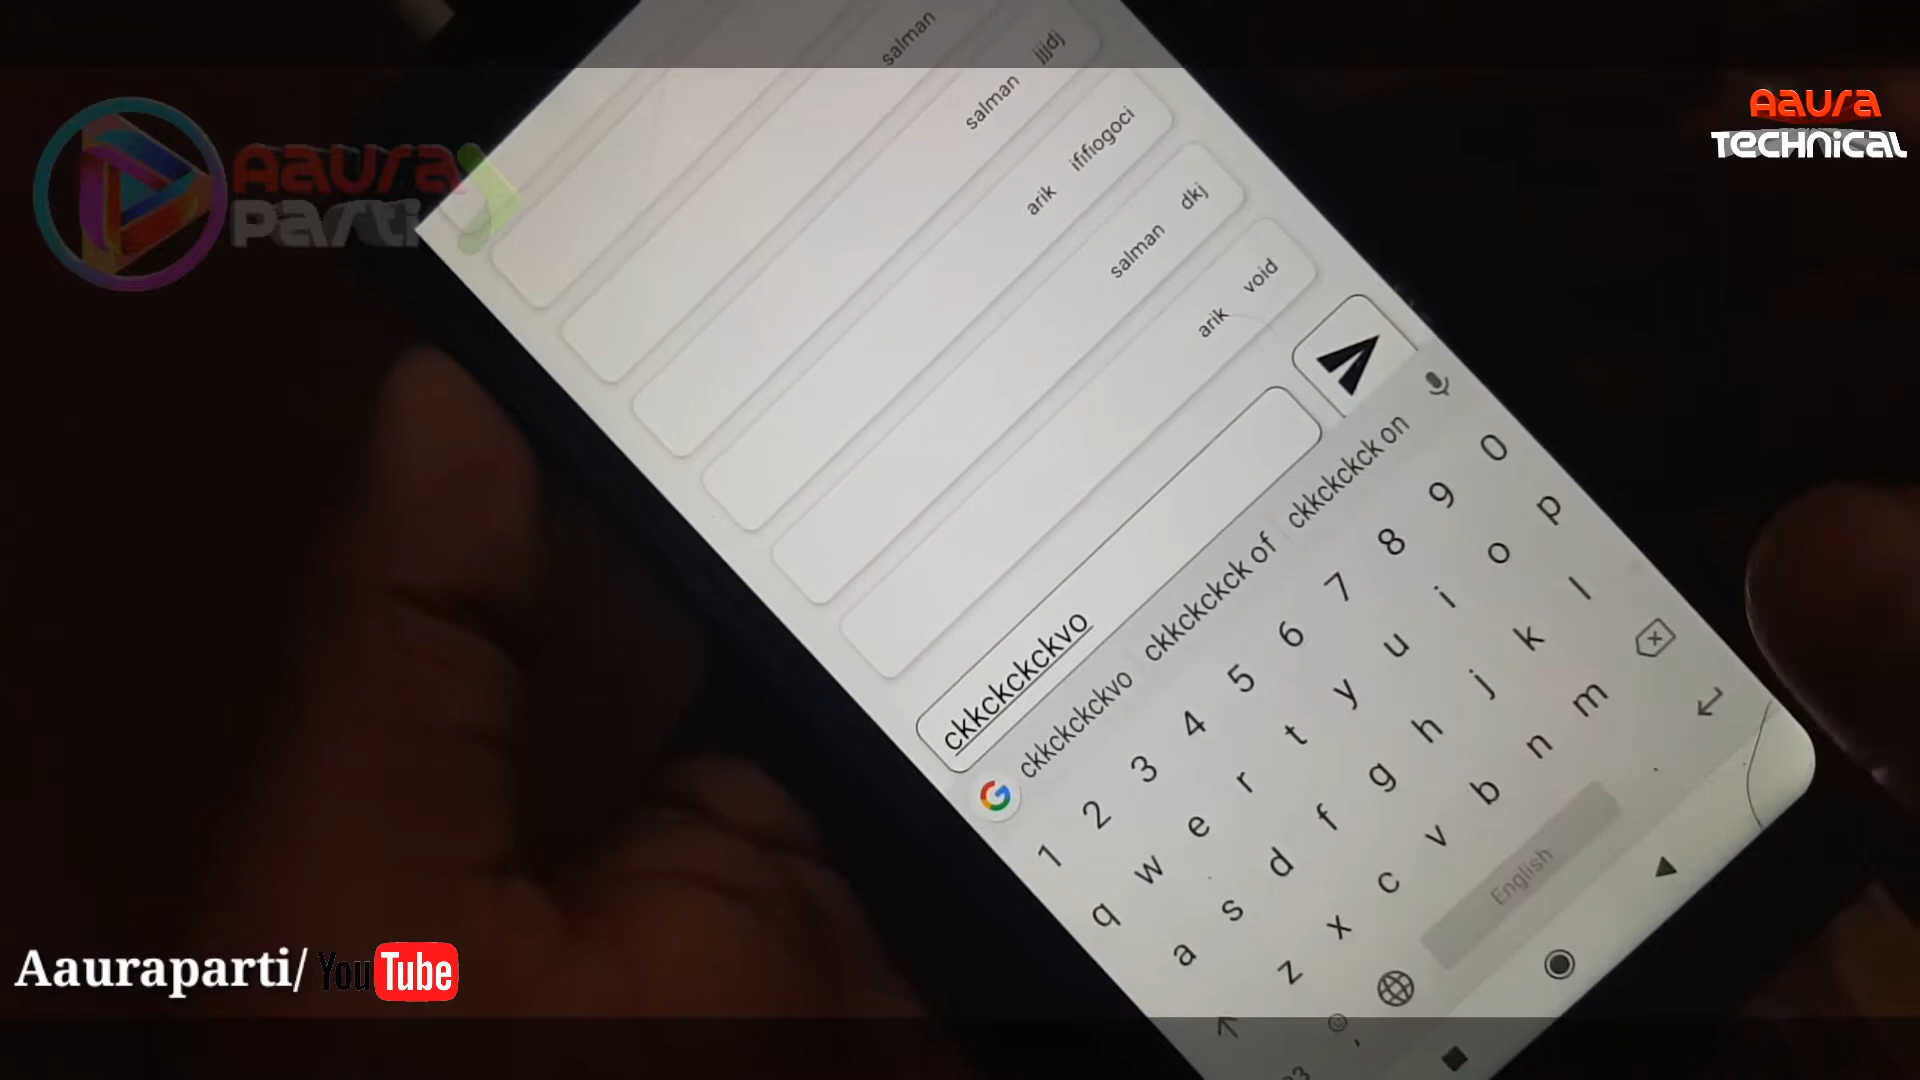 Aaura
Parti
Aaura
Technical
salman
salman jjjdj
arik ififiogoci
salman dkj
arik void
ckkckckckvo
ckkckckckvo ckkckckck of ckkckckck on
1 2 3 4 5 6 7 8 9 0
q w e r t y u i o p
a s d f g h j k l
z x c v b n m
, English .
Aauraparti/ YouTube